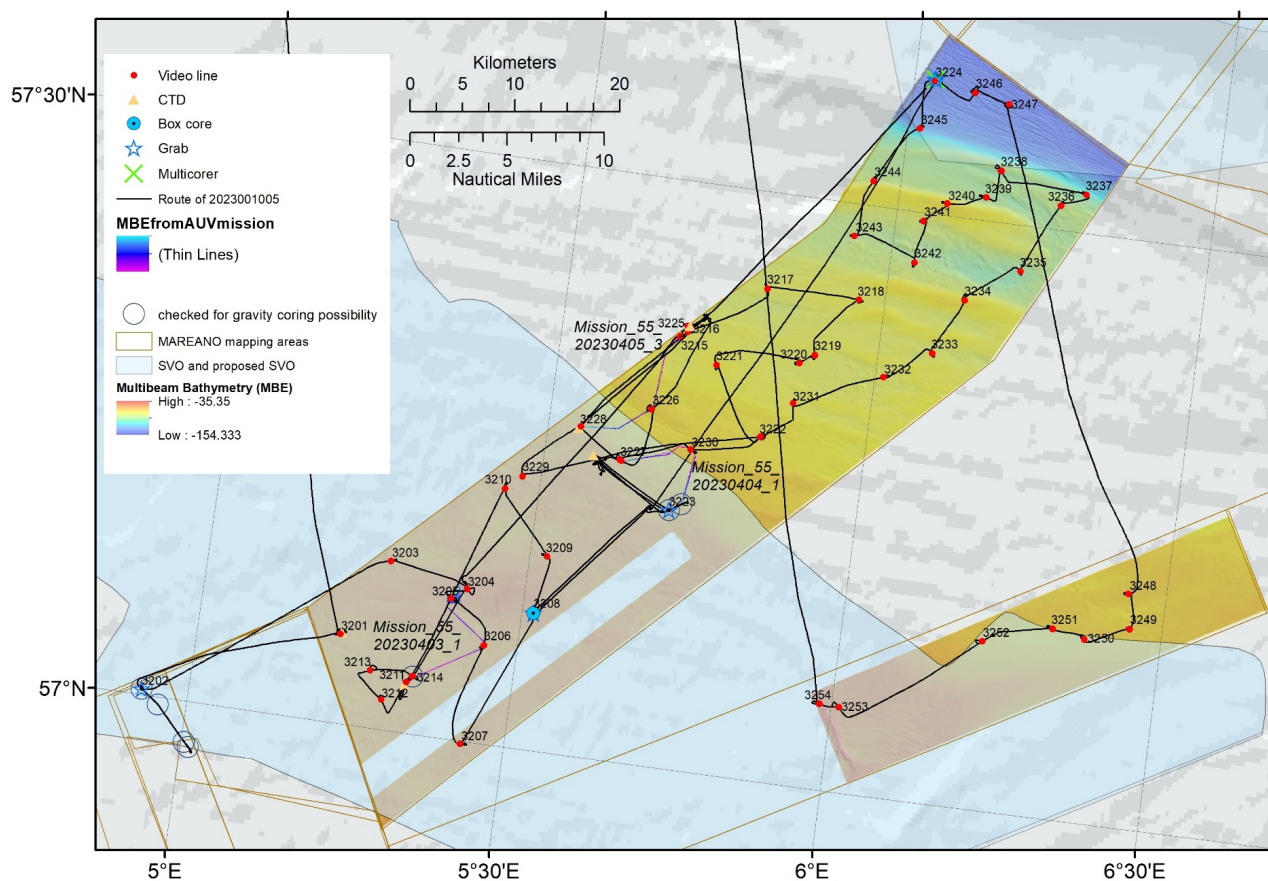 57°30'N
57°N
5°E
5°30'E
6°E
6°30'E
Video line
CTD
Box core
Grab
Multicorer
Route of 2023001005
MBEfromAUVmission
(Thin Lines)
checked for gravity coring possibility
MAREANO mapping areas
SVO and proposed SVO
Multibeam Bathymetry (MBE)
High : -35.35
Low : -154.333
Kilometers
0 5 10 20
0 2.5 5 10
Nautical Miles
3224
3246
3247
3245
3238
3244
3237
3240
3239
3236
3241
3243
3242
3235
3217
3218
3234
Mission_55_
20230405_3
3225
3216
3215
3219
3233
3221
3220
3232
3226
3231
3228
3222
3230
3227
Mission_55_
20230404_1
3229
3210
3223
3209
3203
3204
3205
3208
3248
Mission_55_
20230403_1
3201
3206
3251
3249
3252
3250
3213
3211
3214
3202
3212
3254
3253
3207